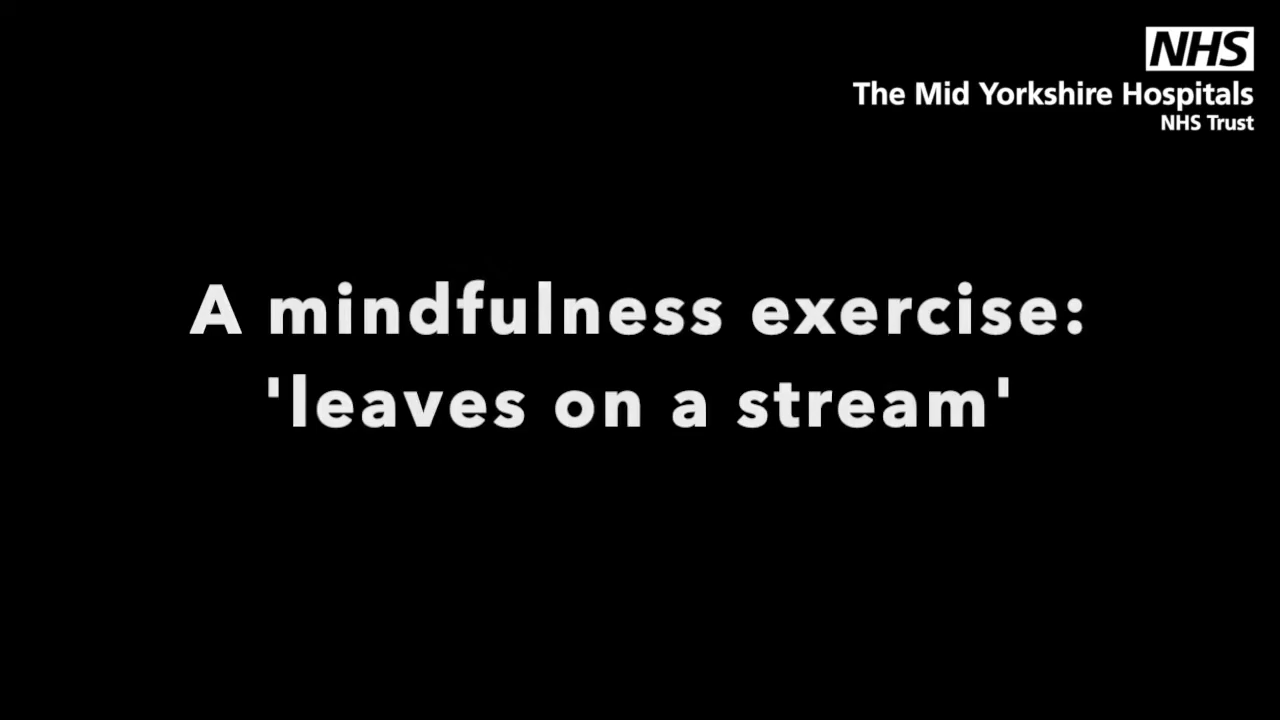 NHS
The Mid Yorkshire Hospitals
NHS Trust
A mindfulness exercise:
'leaves on a stream'